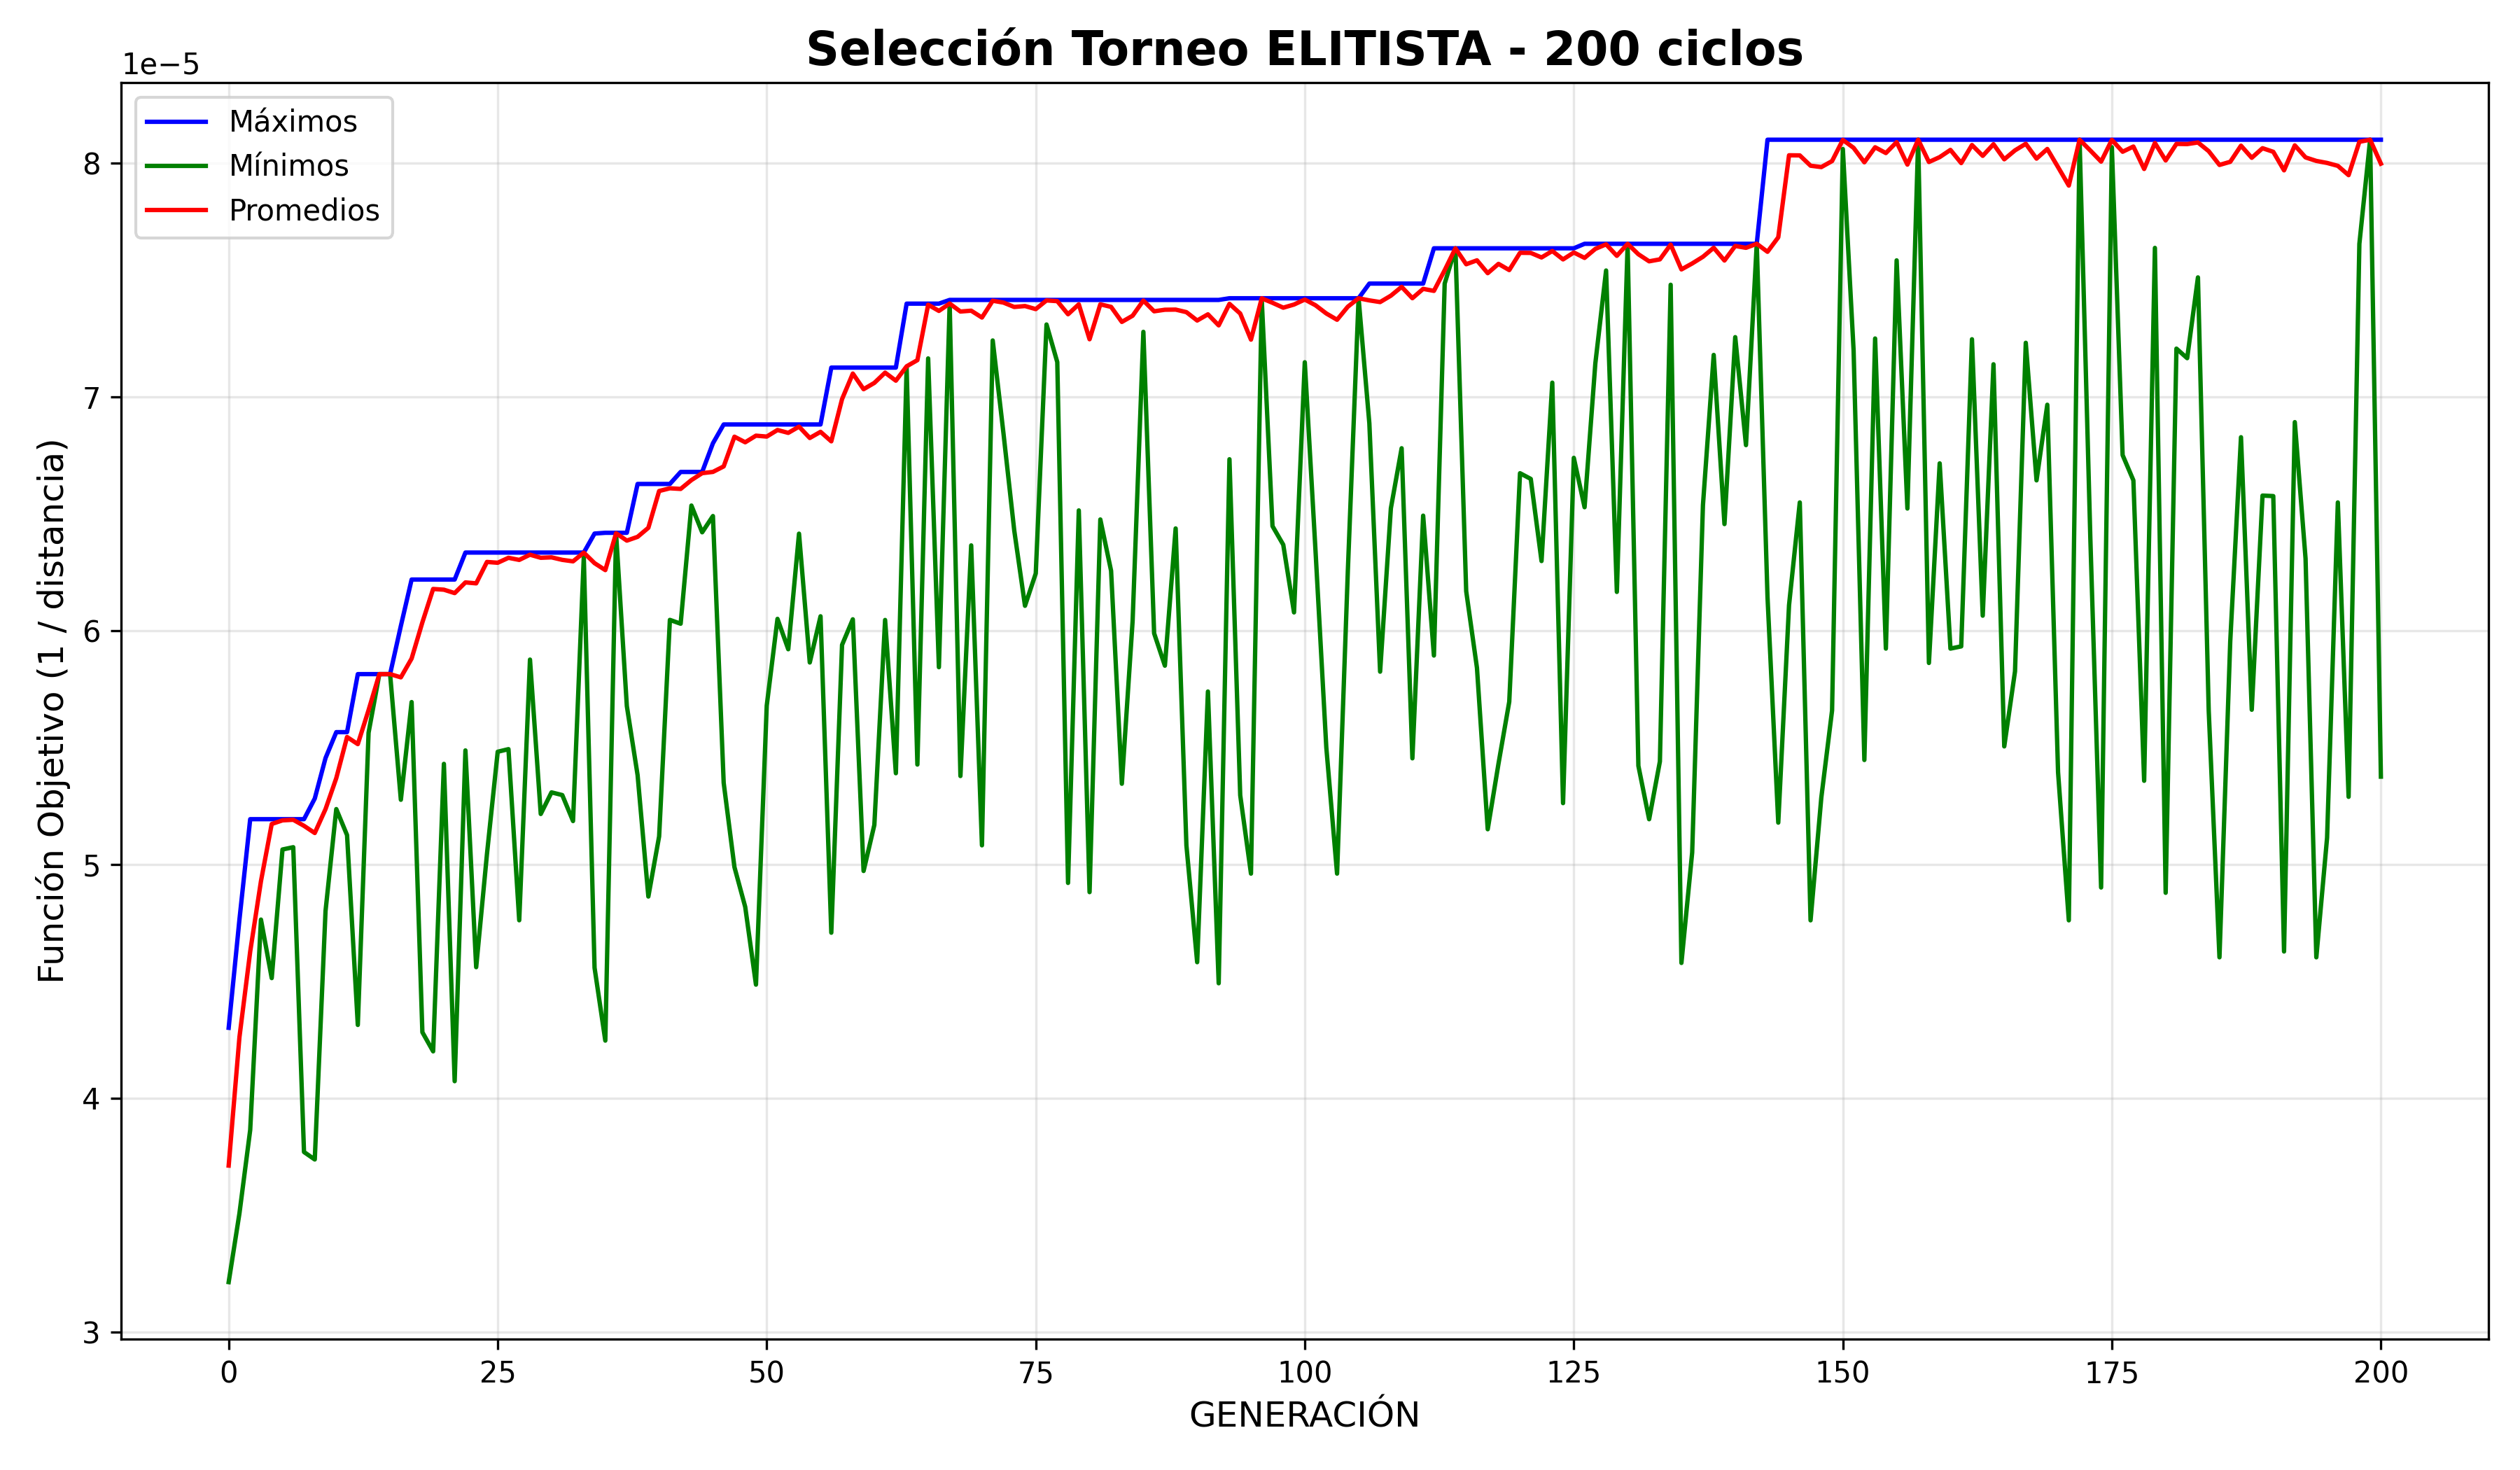 Selección Torneo ELITISTA - 200 ciclos
1e−5
Máximos
Mínimos
Promedios
Función Objetivo (1 / distancia)
8
7
6
5
4
3
0 25 50 75 100 125 150 175 200
GENERACIÓN